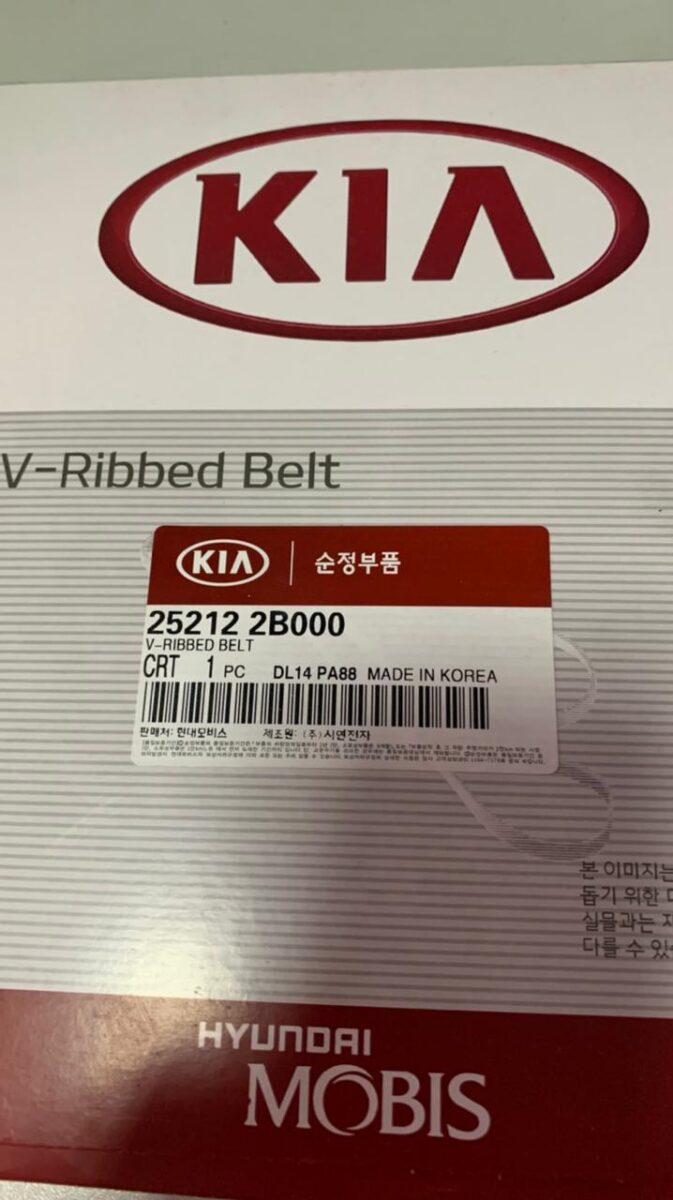 KIA
V-Ribbed Belt
KIA 순정부품
25212 2B000
V-RIBBED BELT
CRT 1 PC DL14 PA88 MADE IN KOREA
판매처: 현대모비스 제조원: (주)시연전자
본 이미지는
돕기 위한
실물과는
다를 수
HYUNDAI
MOBIS